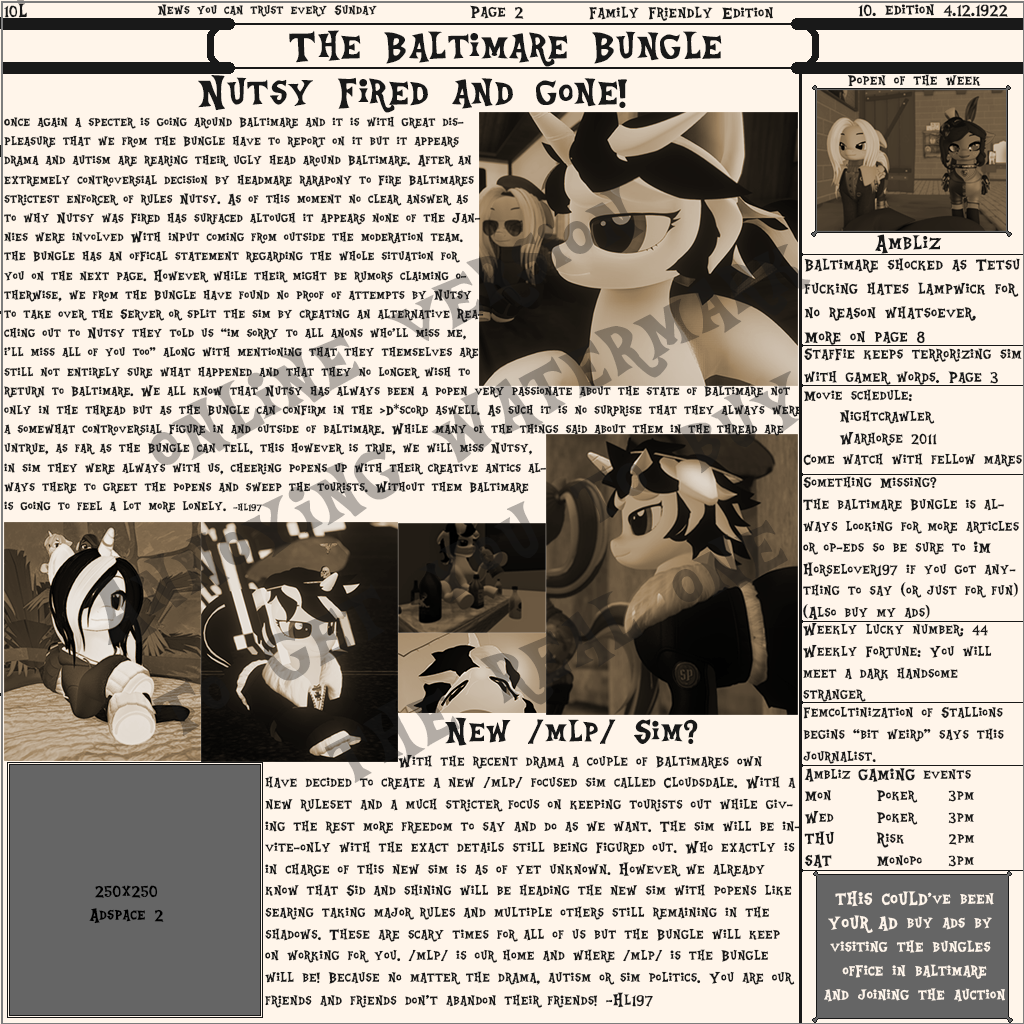 10L
News you can trust every Sunday
Page 2
Family Friendly Edition
10. Edition 4.12.1922
The Baltimare Bungle
Nutsy Fired and gone!
Once again a specter is going around Baltimare and it is with great dis-
pleasure that we from the Bungle have to report on it but it appears
drama and autism are rearing their ugly head around Baltimare. After an
extremely controversial decision by Headmare Rarapony to fire Baltimares
strictest enforcer of rules Nutsy. As of this moment no clear answer as
to why Nutsy was fired has surfaced altough it appears none of the Jan-
nies were involved With input coming from outside the moderation team.
The Bungle has an offical statement regarding the whole situation for
you on the next page. However while their might be rumors claiming o-
therwise. We from the Bungle have found no proof of attempts by Nutsy
to take over the Server or split the sim by creating an alternative Rea-
ching out to Nutsy they told us "im sorry to all anons who'll miss me,
i'll miss all of you too" along with mentioning that they themselves are
still not entirely sure what happened and that they no longer wish to
return to Baltimare. We all know that Nutsy has always been a popen very passionate about the state of Baltimare not
only in the thread but as the Bungle can confirm in the >D*scord aswell. As such it is no surprise that they always were
a somewhat controversial figure in and outside of Baltimare. While many of the things said about them in the thread are
untrue, as far as the Bungle can tell, this however is true, we will miss Nutsy.
in sim they were always with us, cheering popens up with their creative antics al-
ways there to greet the popens and sweep the tourists. Without them Baltimare
is going to feel a lot more lonely. -HL197
SP
New /mlp/ Sim?
With the recent drama a couple of Baltimares own
have decided to create a new /mlp/ focused sim called Cloudsdale. With a
new ruleset and a much stricter focus on keeping tourists out while giv-
ing the rest more freedom to say and do as we want. The sim will be in-
vite-only with the exact details still being figured out. Who exactly is
in charge of this new sim is as of yet unknown. However we already
know that Sid and Shining will be heading the new sim with popens like
Searing taking major rules and multiple others still remaining in the
shadows. These are scary times for all of us but the Bungle will keep
on working for you. /mlp/ is our home and where /mlp/ is the Bungle
will be! Because no matter the drama, autism or sim politics. You are our
friends and friends don't abandon their friends! -HL197
250x250
Adspace 2
Popen of the week
Ambliz
Baltimare shocked as Tetsu
fucking hates Lampwick for
no reason whatsoever,
more on page 8
Staffie keeps terrorizing sim
with gamer words. Page 3
Movie schedule:
Nightcrawler
Warhorse 2011
Come watch with fellow mares
Something Missing?
The Baltimare Bungle is al-
ways looking for more articles
or op-eds so be sure to im
Horselover197 if you got any-
thing to say (or just for fun)
(Also buy my ads)
Weekly Lucky number: 44
Weekly Fortune: You will
meet a dark handsome
stranger
Femcoltinization of Stallions
begins "bit weird" says this
journalist.
Ambliz Gaming events
Mon Poker 3pm
Wed Poker 3pm
Thu Risk 2pm
Sat Monopo 3pm
This could've been
your ad buy ads by
visiting the bungles
office in Baltimare
and joining the auction